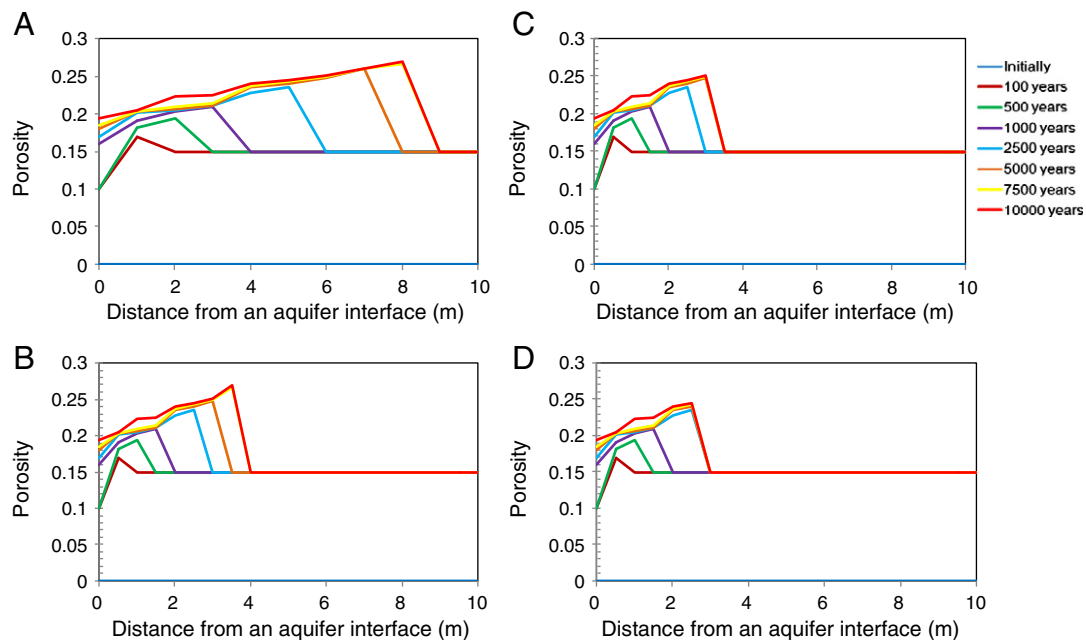 A
0.3
0.25
0.2
0.15
0.1
0.05
0
Porosity
0 2 4 6 8 10
Distance from an aquifer interface (m)
C
0.3
0.25
0.2
0.15
0.1
0.05
0
Porosity
0 2 4 6 8 10
Distance from an aquifer interface (m)
Initially
100 years
500 years
1000 years
2500 years
5000 years
7500 years
10000 years
B
0.3
0.25
0.2
0.15
0.1
0.05
0
Porosity
0 2 4 6 8 10
Distance from an aquifer interface (m)
D
0.3
0.25
0.2
0.15
0.1
0.05
0
Porosity
0 2 4 6 8 10
Distance from an aquifer interface (m)